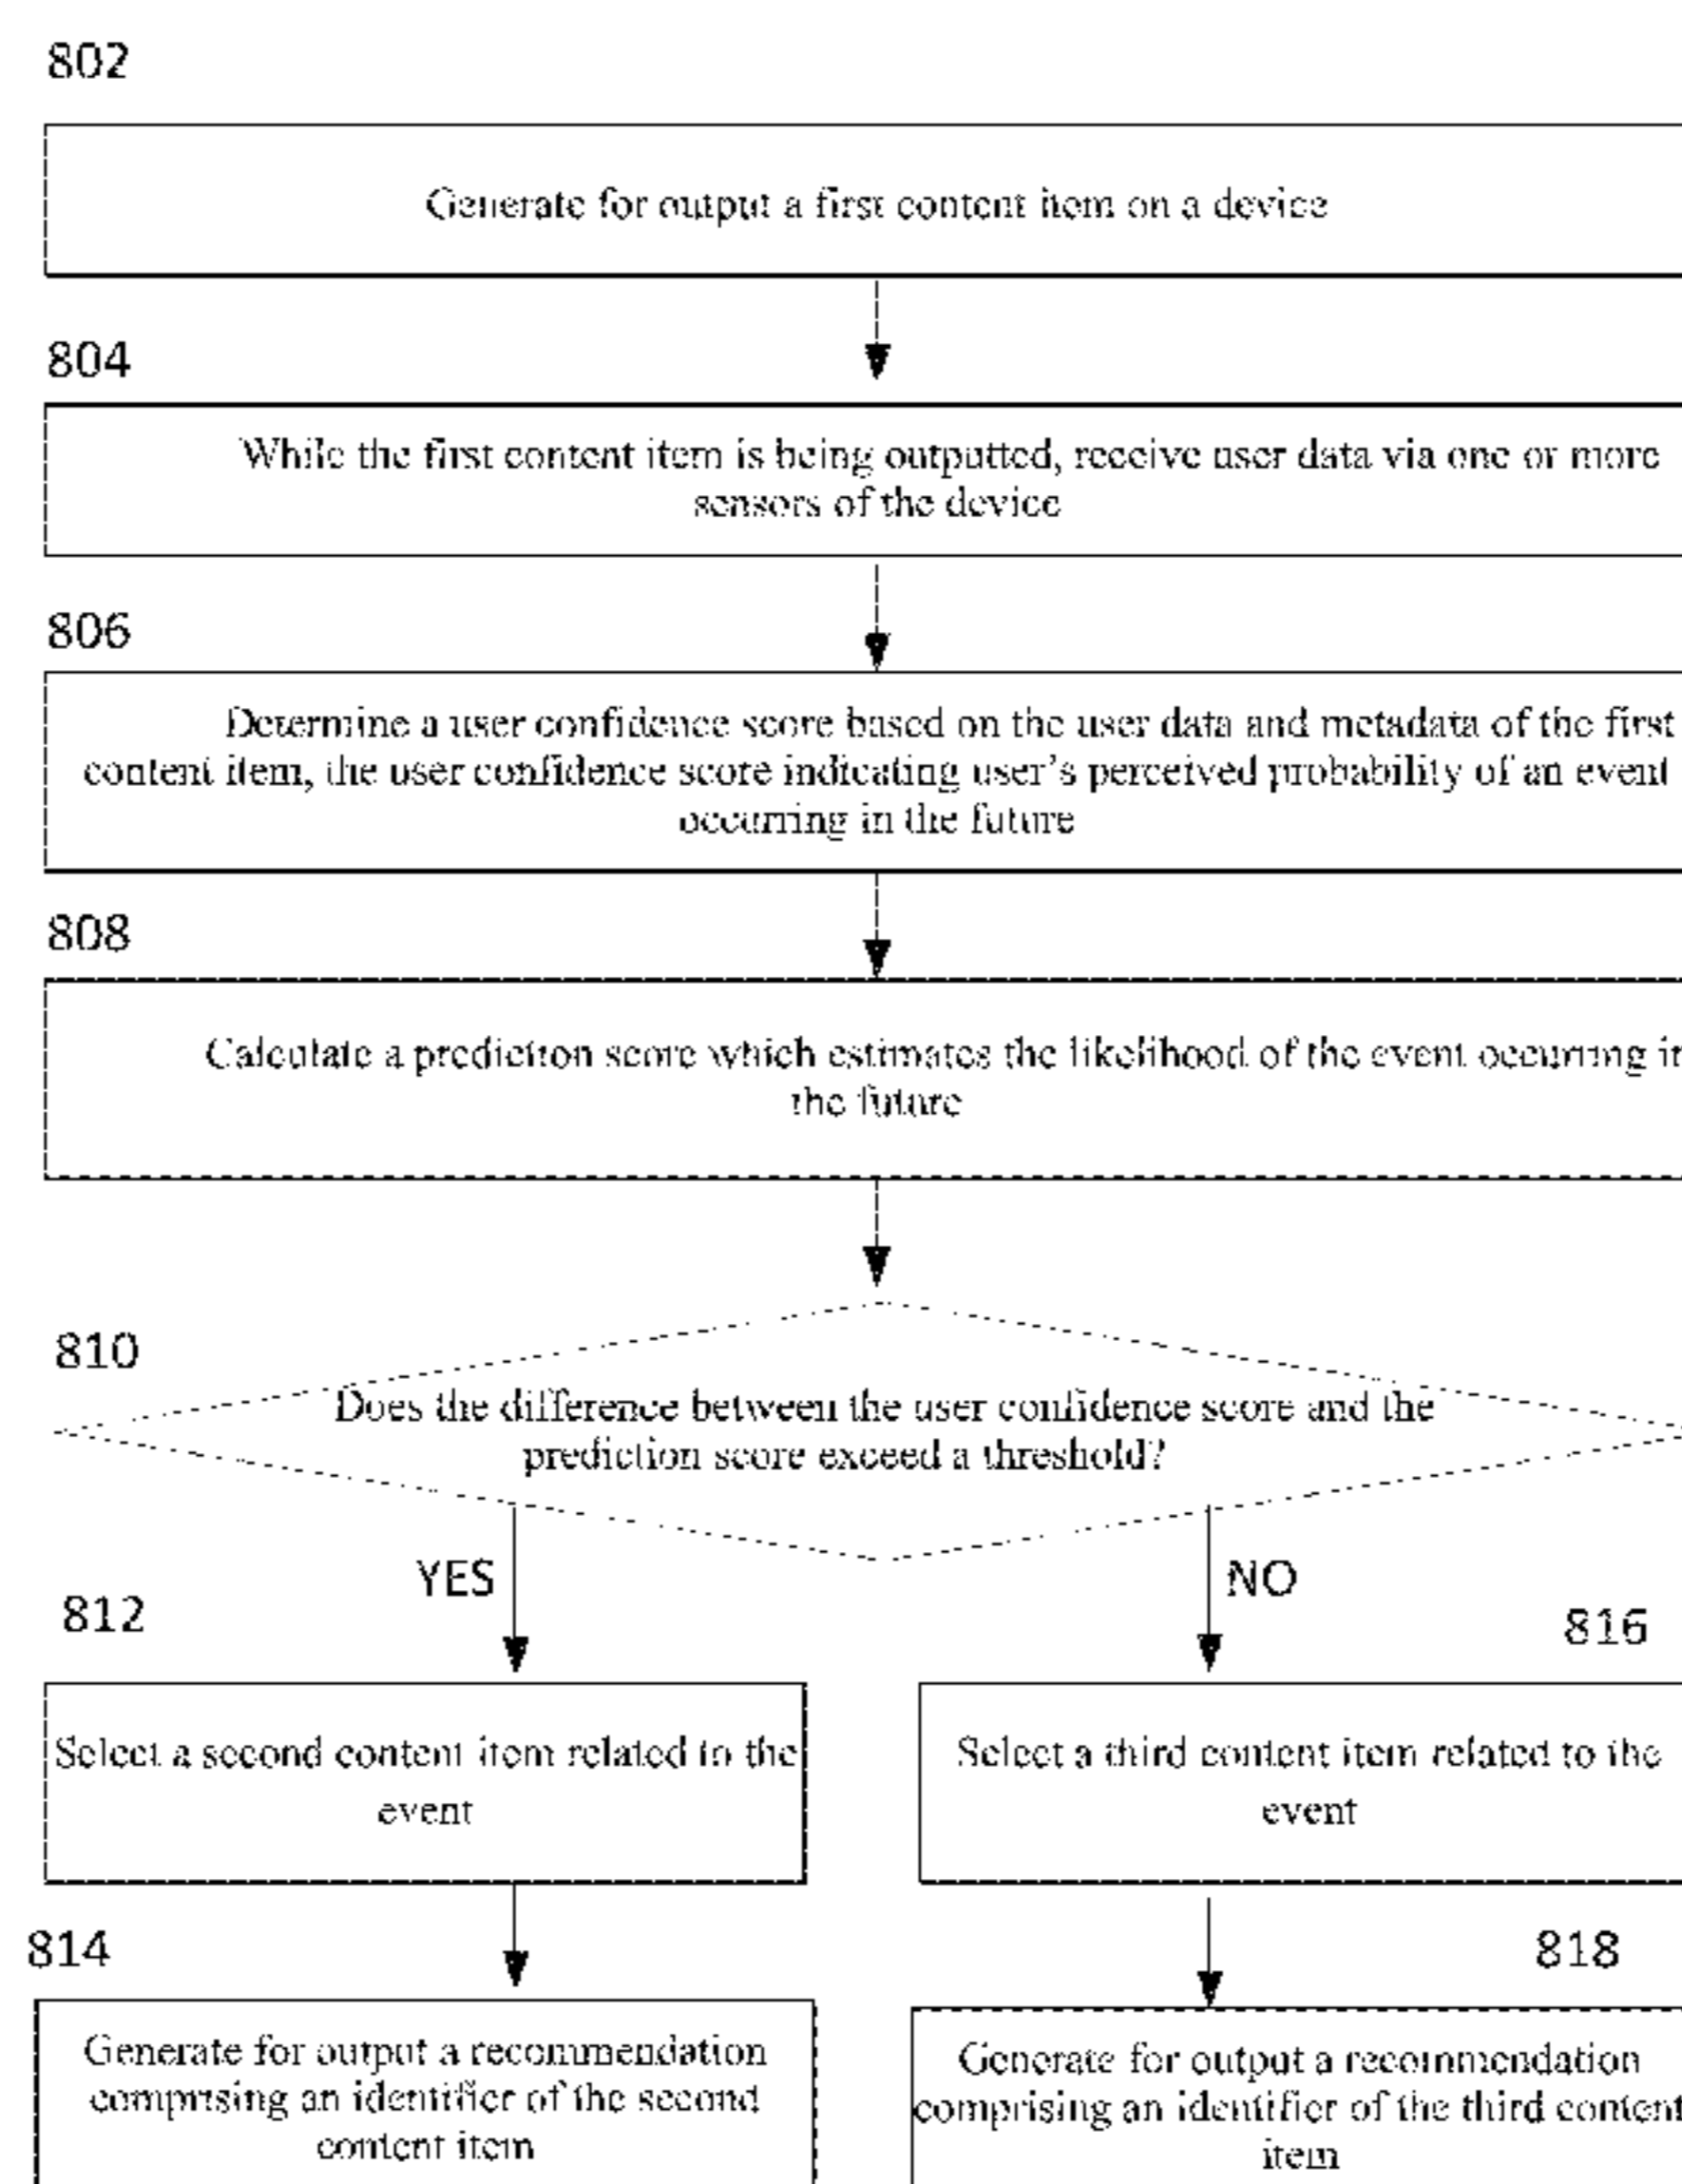 802
Generate for output a first content item on a device
804
While the first content item is being outputted, receive user data via one or more
sensors of the device
806
Determine a user confidence score based on the user data and metadata of the first
content item, the user confidence score indicating user's perceived probability of an event
occurring in the future
808
Calculate a prediction score which estimates the likelihood of the event occurring in
the future
810
Does the difference between the user confidence score and the
prediction score exceed a threshold?
YES
NO
812
816
Select a second content item related to the
event
Select a third content item related to the
event
814
818
Generate for output a recommendation
comprising an identifier of the second
content item
Generate for output a recommendation
comprising an identifier of the third content
item